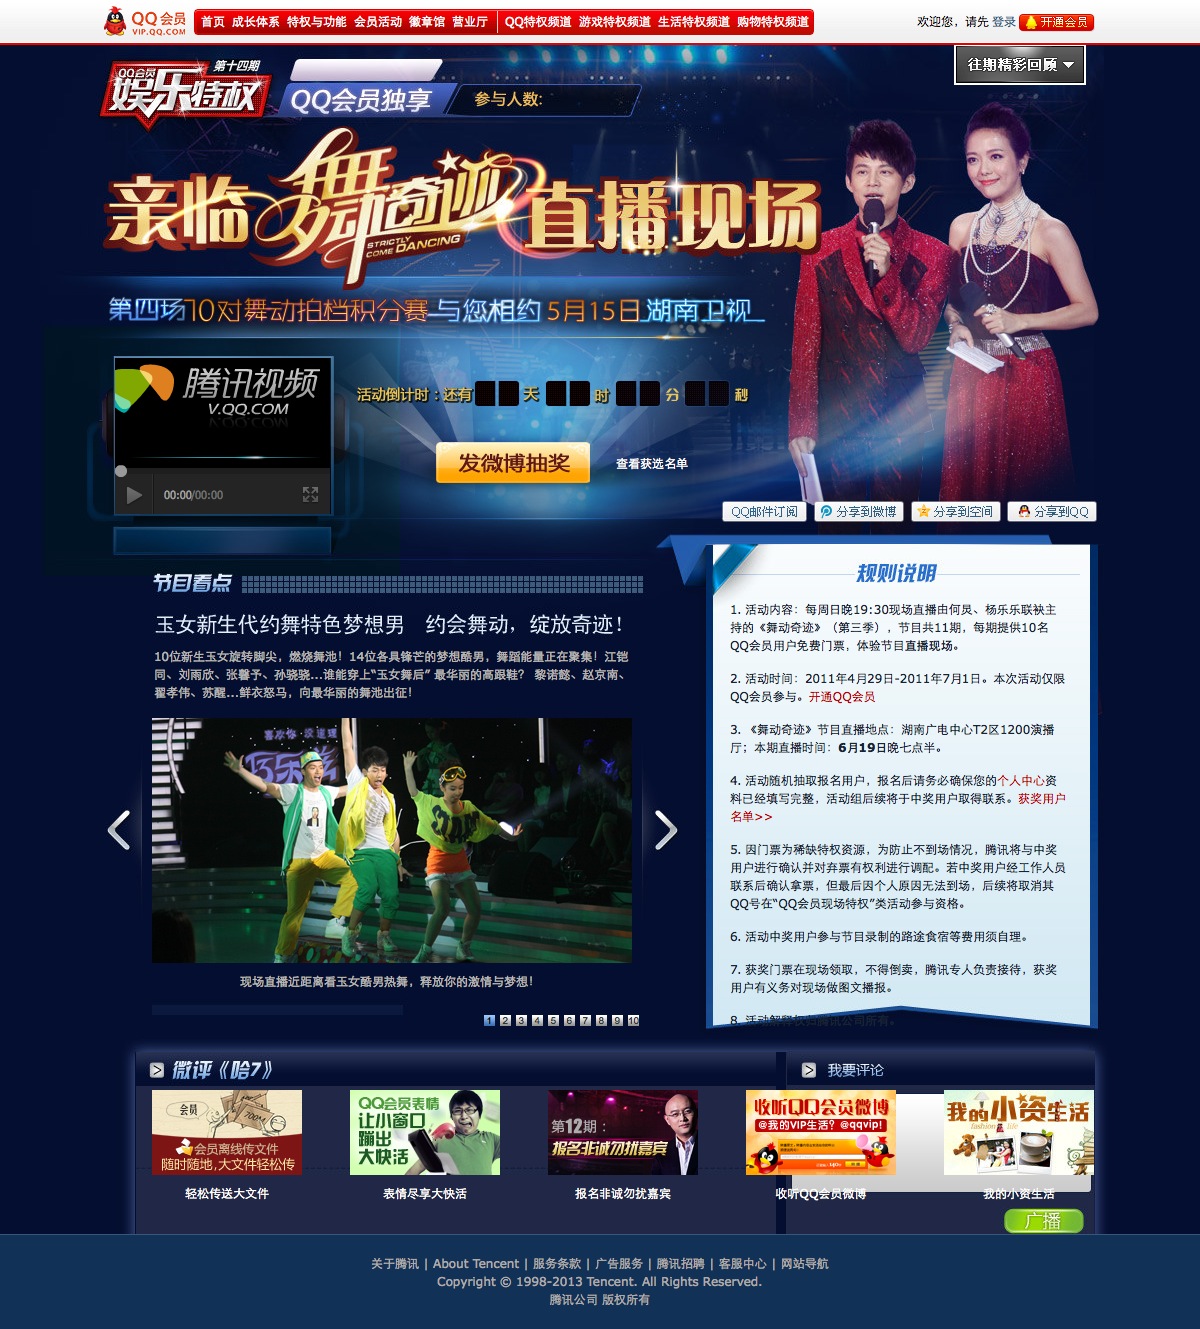 QQ会员
VIP.QQ.COM
首页 成长体系 特权与功能 会员活动 徽章馆 营业厅 QQ特权频道 游戏特权频道 生活特权频道 购物特权频道
欢迎您，请先 登录 开通会员
QQ会员
第十四期
娱乐特权
往期精彩回顾
QQ会员独享
参与人数:
亲临舞动奇迹直播现场
STRICTLY
COME DANCING
第四场10对舞动拍档积分赛 与您相约 5月15日 湖南卫视
腾讯视频
V.QQ.COM
00:00/00:00
活动倒计时：还有 天 时 分 秒
发微博抽奖
查看获选名单
QQ邮件订阅 分享到微博 分享到空间 分享到QQ
节目看点
玉女新生代约舞特色梦想男 约会舞动，绽放奇迹！
10位新生玉女旋转脚尖，燃烧舞池！14位各具锋芒的梦想酷男，舞蹈能量正在聚集！江铠
同、刘雨欣、张馨予、孙骁骁...谁能穿上“玉女舞后” 最华丽的高跟鞋？ 黎诺懿、赵京南、
翟孝伟、苏醒...鲜衣怒马，向最华丽的舞池出征！
现场直播近距离看玉女酷男热舞，释放你的激情与梦想！
1 2 3 4 5 6 7 8 9 10
规则说明
1. 活动内容：每周日晚19:30现场直播由何炅、杨乐乐联袂主
持的《舞动奇迹》（第三季），节目共11期，每期提供10名
QQ会员用户免费门票，体验节目直播现场。
2. 活动时间：2011年4月29日-2011年7月1日。本次活动仅限
QQ会员参与。开通QQ会员
3. 《舞动奇迹》节目直播地点：湖南广电中心T2区1200演播
厅；本期直播时间：6月19日晚七点半。
4. 活动随机抽取报名用户，报名后请务必确保您的个人中心资
料已经填写完整，活动组后续将于中奖用户取得联系。获奖用户
名单>>
5. 因门票为稀缺特权资源，为防止不到场情况，腾讯将与中奖
用户进行确认并对弃票有权利进行调配。若中奖用户经工作人员
联系后确认拿票，但最后因个人原因无法到场，后续将取消其
QQ号在“QQ会员现场特权”类活动参与资格。
6. 活动中奖用户参与节目录制的路途食宿等费用须自理。
7. 获奖门票在现场领取，不得倒卖，腾讯专人负责接待，获奖
用户有义务对现场做图文播报。
8. 活动解释权归腾讯公司所有。
微评《哈7》
我要评论
会员
700M
会员离线传文件
随时随地,大文件轻松传
QQ会员表情
让小窗口
蹦出
大快活
第12期：
报名非诚勿扰嘉宾
收听QQ会员微博
@我的VIP生活? @qqvip!
我的小资生活
fashion life
轻松传送大文件
表情尽享大快活
报名非诚勿扰嘉宾
收听QQ会员微博
我的小资生活
广播
关于腾讯 | About Tencent | 服务条款 | 广告服务 | 腾讯招聘 | 客服中心 | 网站导航
Copyright © 1998-2013 Tencent. All Rights Reserved.
腾讯公司 版权所有